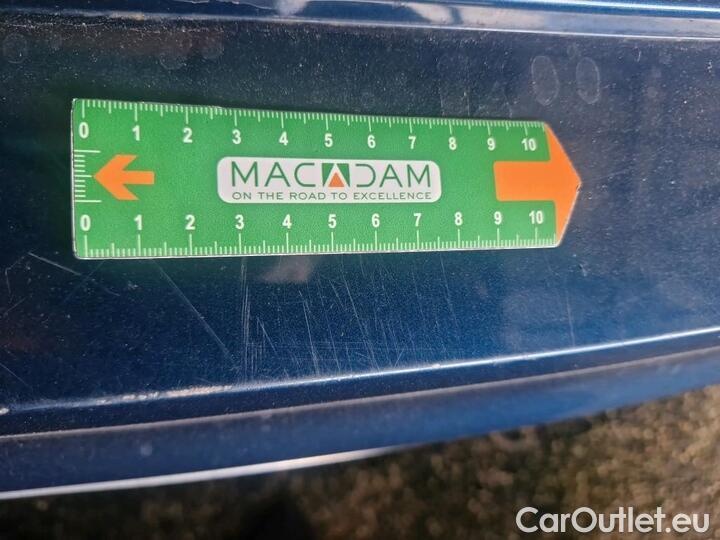 0 1 2 3 4 5 6 7 8 9 10
MACADAM
ON THE ROAD TO EXCELLENCE
0 1 2 3 4 5 6 7 8 9 10
CarOutlet.eu